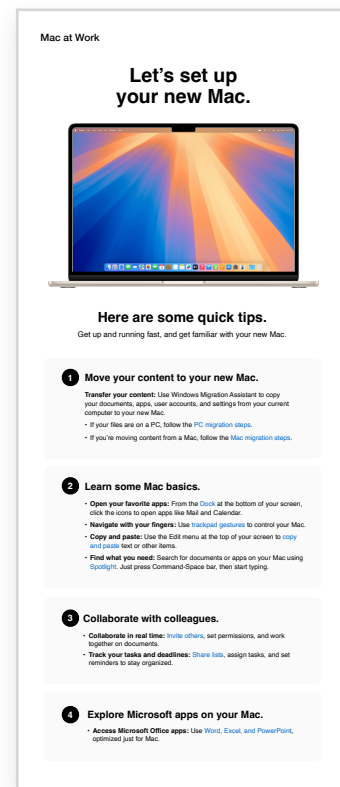 Mac at Work
Let’s set up
your new Mac.
Here are some quick tips.
Get up and running fast, and get familiar with your new Mac.
1 Move your content to your new Mac.
Transfer your content: Use Windows Migration Assistant to copy
your documents, apps, user accounts, and settings from your current
computer to your new Mac.
• If your files are on a PC, follow the PC migration steps.
• If you’re moving content from a Mac, follow the Mac migration steps.
2 Learn some Mac basics.
• Open your favorite apps: From the Dock at the bottom of your screen,
click the icons to open apps like Mail and Calendar.
• Navigate with your fingers: Use trackpad gestures to control your Mac.
• Copy and paste: Use the Edit menu at the top of your screen to copy
and paste text or other items.
• Find what you need: Search for documents or apps on your Mac using
Spotlight. Just press Command-Space bar, then start typing.
3 Collaborate with colleagues.
• Collaborate in real time: Invite others, set permissions, and work
together on documents.
• Track your tasks and deadlines: Share lists, assign tasks, and set
reminders to stay organized.
4 Explore Microsoft apps on your Mac.
• Access Microsoft Office apps: Use Word, Excel, and PowerPoint,
optimized just for Mac.